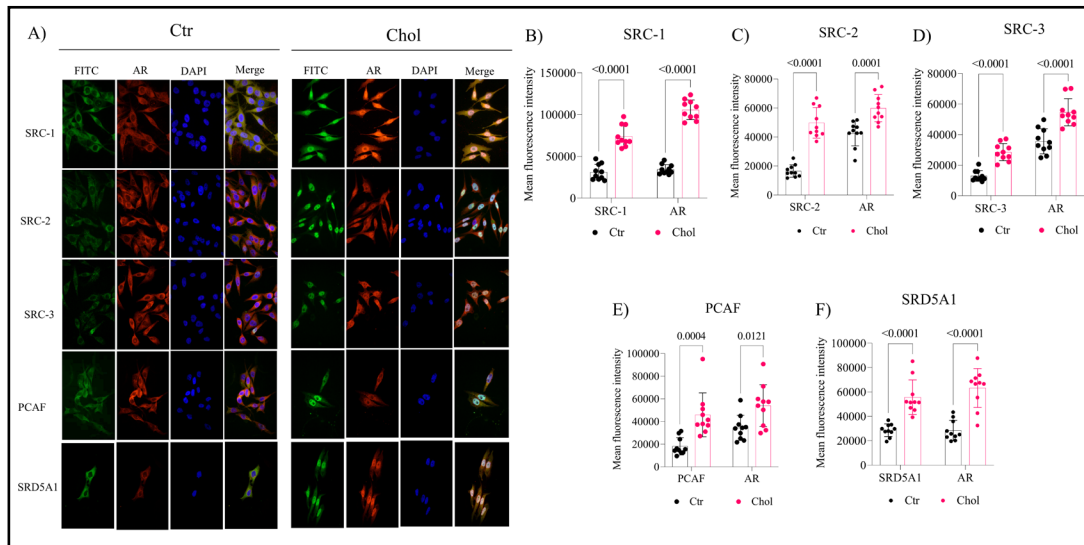 A)
Ctr
Chol
FITC AR DAPI Merge
FITC AR DAPI Merge
SRC-1
SRC-2
SRC-3
PCAF
SRD5A1
B)
SRC-1
<0.0001
<0.0001
Mean fluorescence intensity
150000
100000
50000
0
SRC-1 AR
Ctr Chol
C)
SRC-2
<0.0001
0.0001
Mean fluorescence intensity
80000
60000
40000
20000
0
SRC-2 AR
Ctr Chol
D)
SRC-3
<0.0001
<0.0001
Mean fluorescence intensity
80000
60000
40000
20000
0
SRC-3 AR
Ctr Chol
E)
PCAF
0.0004
0.0121
Mean fluorescence intensity
100000
80000
60000
40000
20000
0
PCAF AR
Ctr Chol
F)
SRD5A1
<0.0001
<0.0001
Mean fluorescence intensity
100000
80000
60000
40000
20000
0
SRD5A1 AR
Ctr Chol